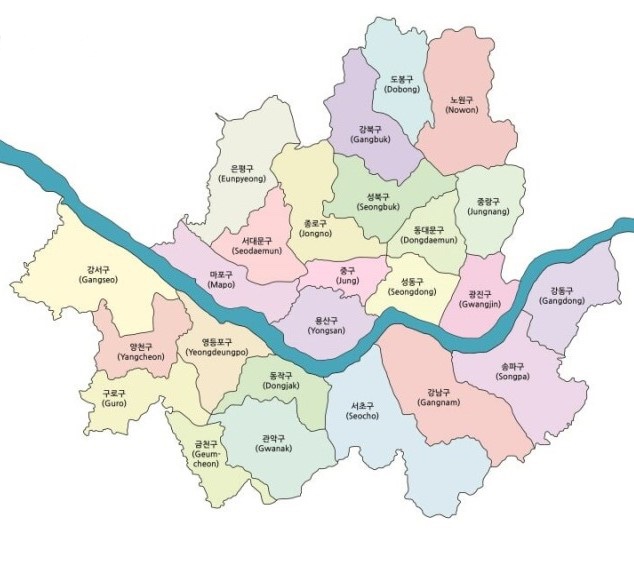 도봉구
(Dobong)
노원구
(Nowon)
강북구
(Gangbuk)
은평구
(Eunpyeong)
성북구
(Seongbuk)
중랑구
(Jungnang)
종로구
(Jongno)
동대문구
(Dongdaemun)
서대문구
(Seodaemun)
강서구
(Gangseo)
마포구
(Mapo)
중구
(Jung)
성동구
(Seongdong)
광진구
(Gwangjin)
강동구
(Gangdong)
용산구
(Yongsan)
양천구
(Yangcheon)
영등포구
(Yeongdeungpo)
송파구
(Songpa)
동작구
(Dongjak)
구로구
(Guro)
서초구
(Seocho)
강남구
(Gangnam)
금천구
(Geum-
cheon)
관악구
(Gwanak)